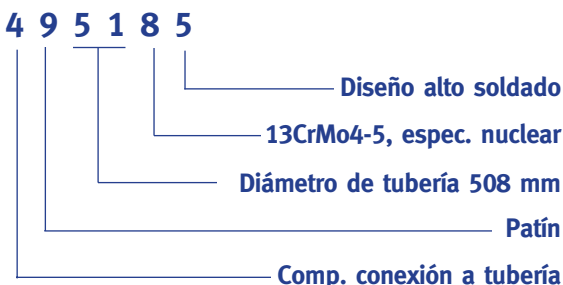 4 9 5 1 8 5
Diseño alto soldado
13CrMo4-5, espec. nuclear
Diámetro de tubería 508 mm
Patín
Comp. conexión a tubería